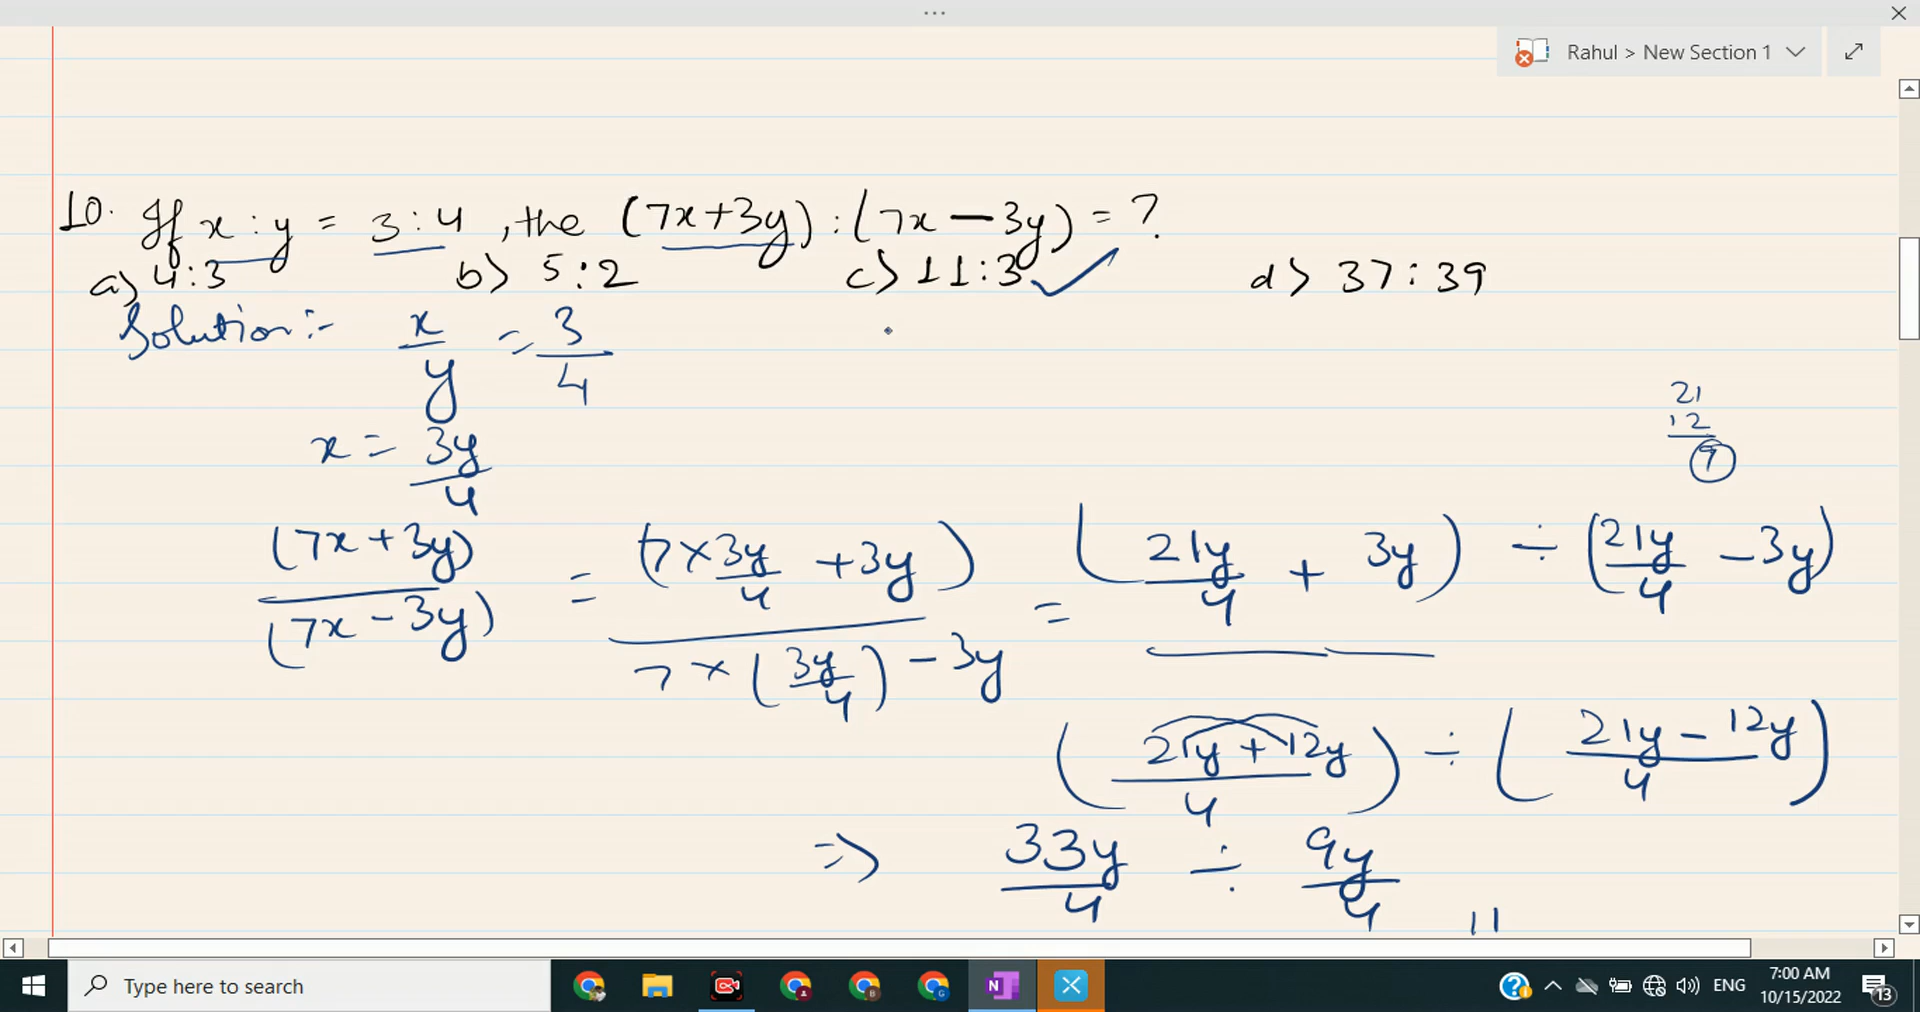 ...
Rahul > New Section 1
10. If x : y = 3 : 4 , the (7x+3y) : (7x – 3y) = ?
a) 4:3 b) 5:2 c) 11:3 ✓ d) 37:39
Solution:- x/y = 3/4
21
12
9
x = 3y/4
(7x+3y)/(7x-3y) = (7×3y/4 +3y)/7×(3y/4)-3y = (21y/4 + 3y) ÷ (21y/4 -3y)
(21y+12y/4) ÷ (21y-12y/4)
⇒ 33y/4 ÷ 9y/4
11
Type here to search
ENG
7:00 AM
10/15/2022
13